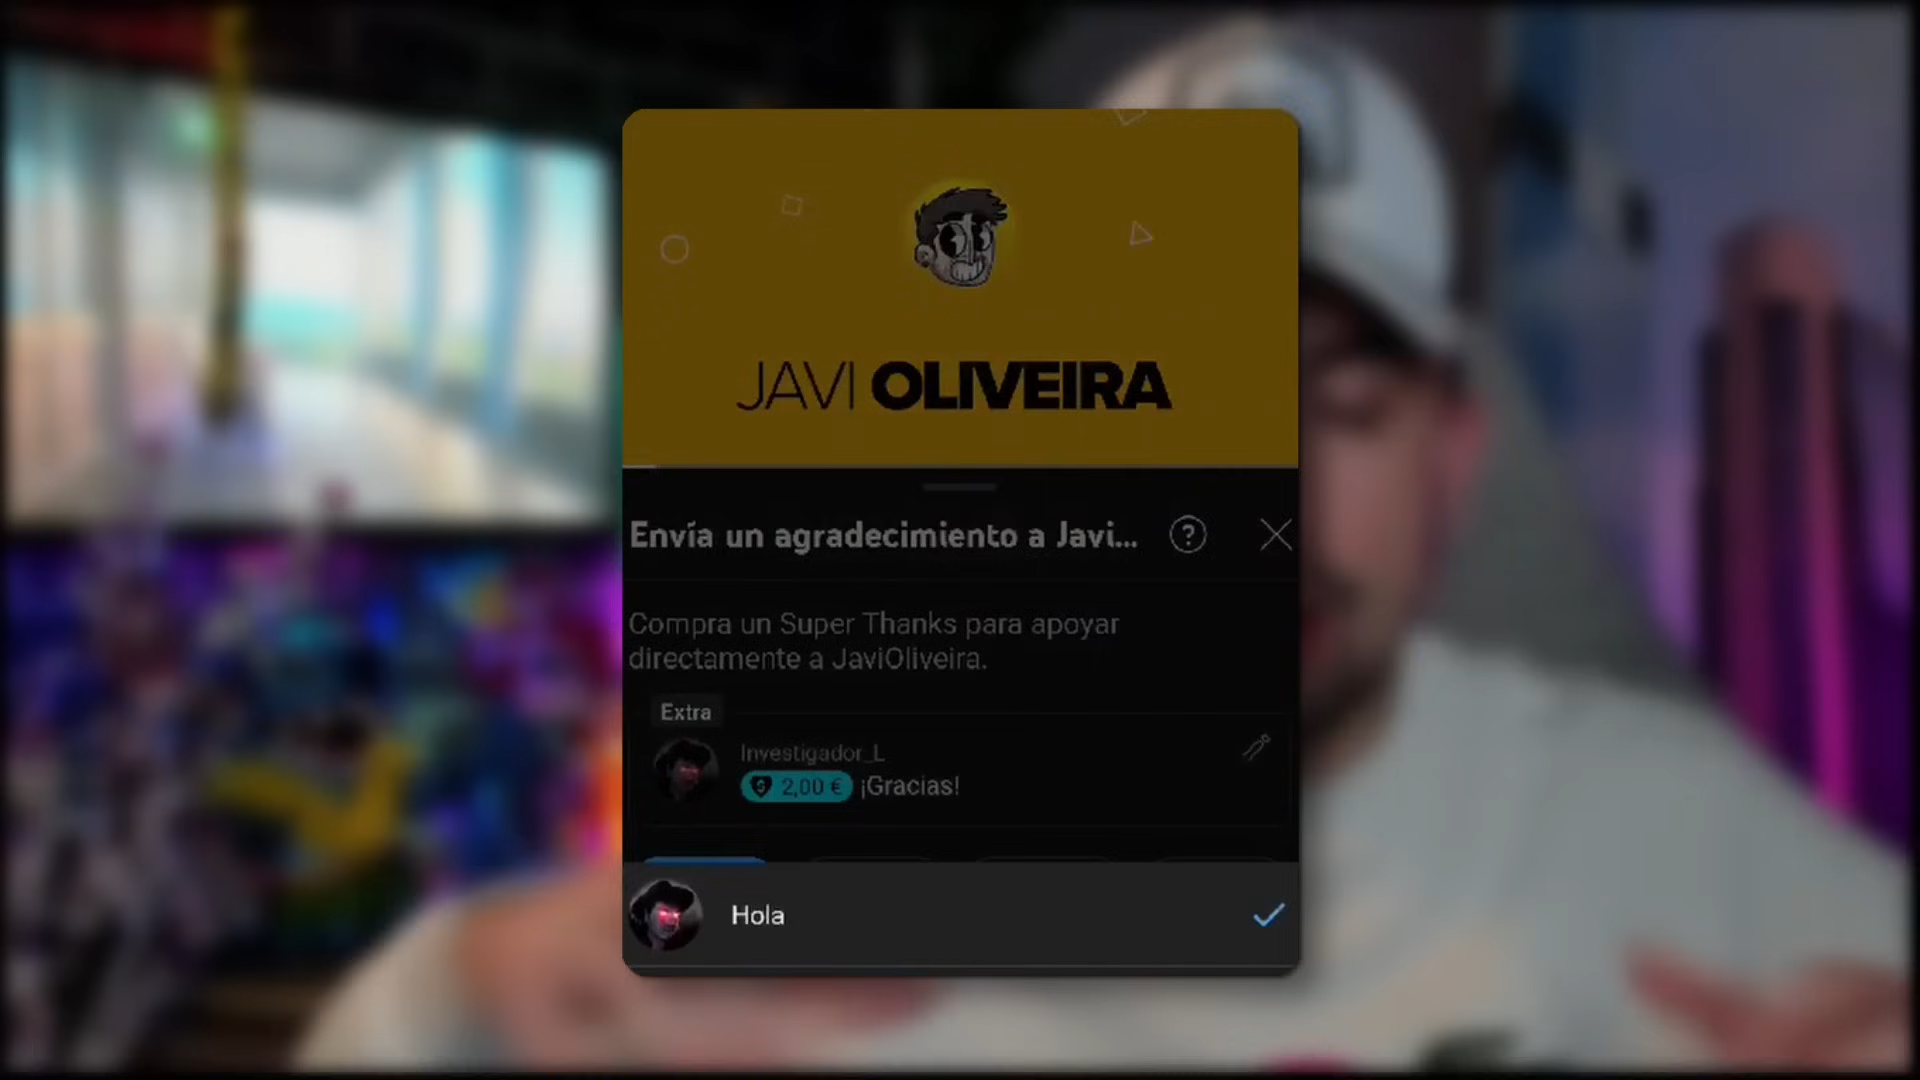 JAVI OLIVEIRA
Envía un agradecimiento a Javi...
?
Compra un Super Thanks para apoyar
directamente a JaviOliveira.
Extra
Investigador_L
$ 2,00 € ¡Gracias!
Hola